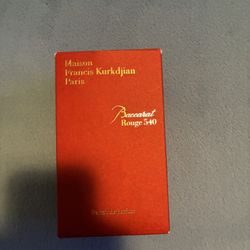 Maison
Francis Kurkdjian
Paris
Baccarat
Rouge 540